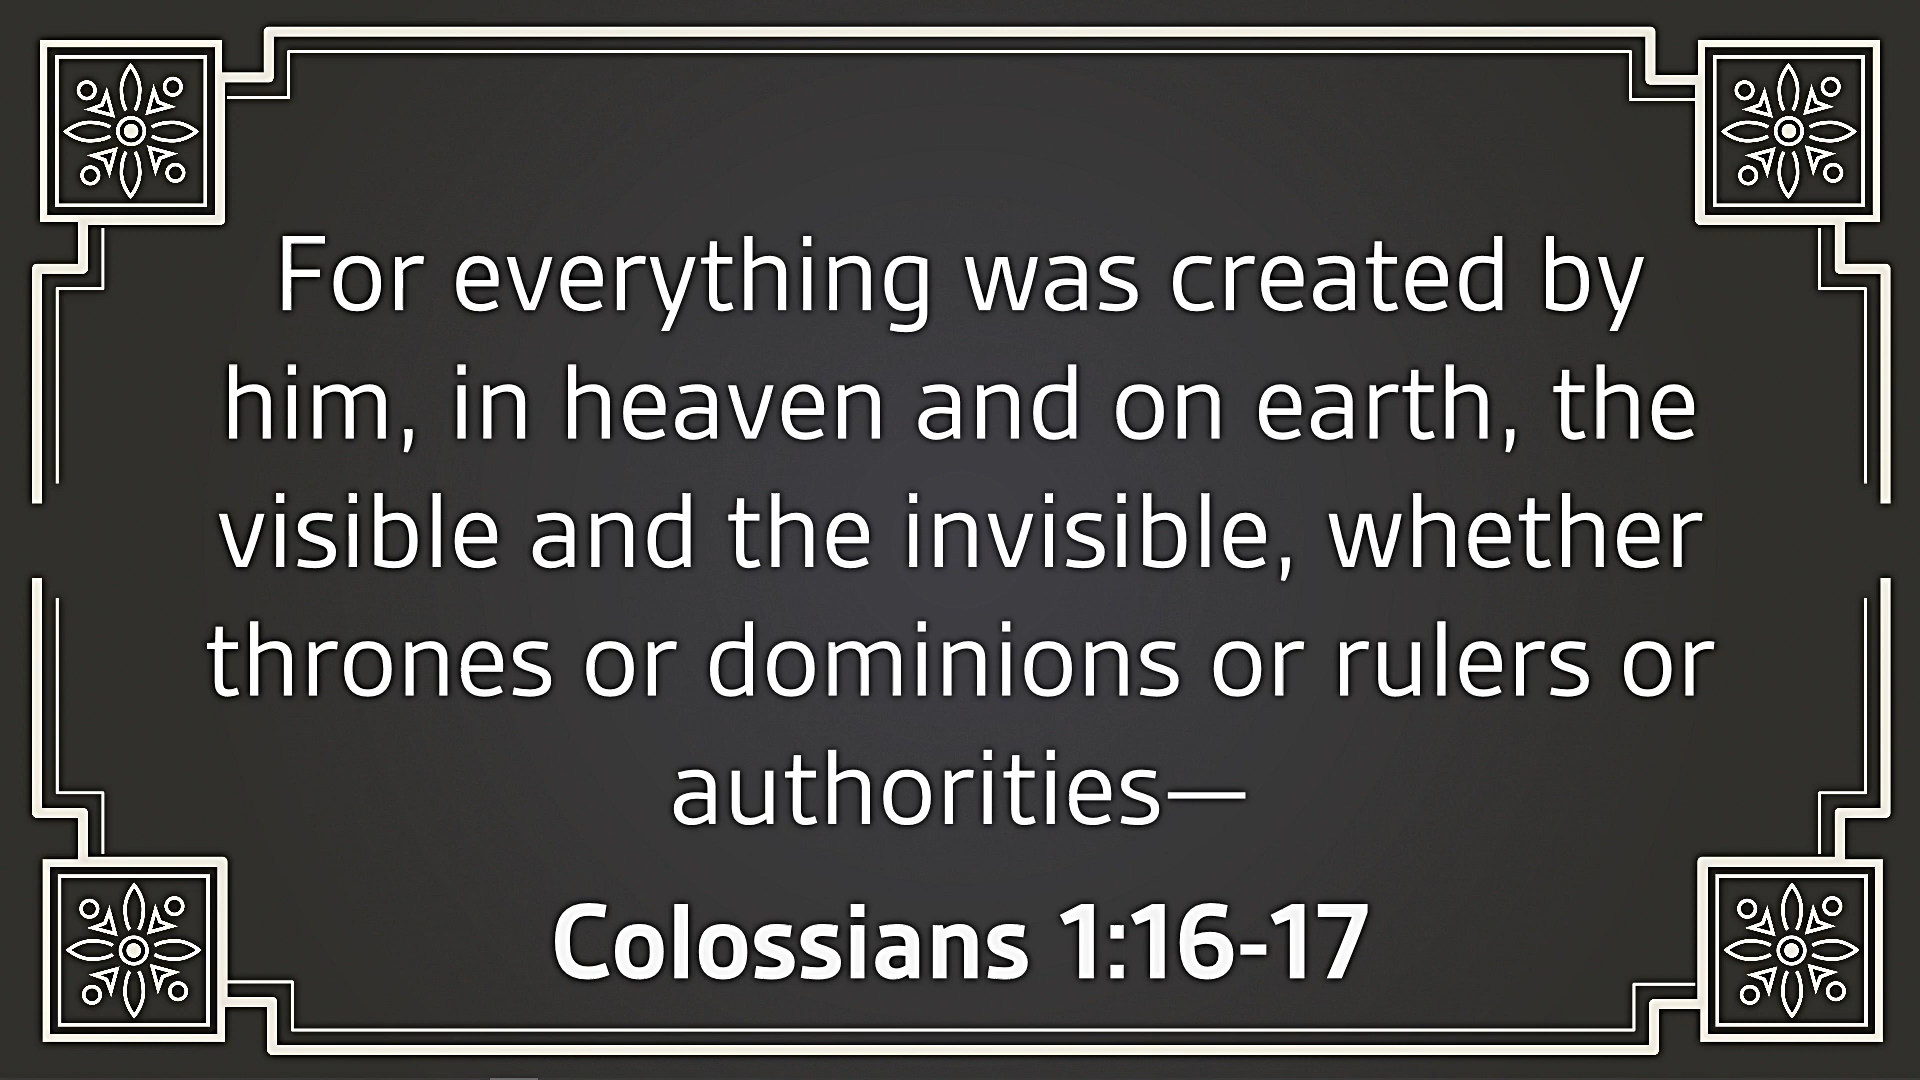 For everything was created by
him, in heaven and on earth, the
visible and the invisible, whether
thrones or dominions or rulers or
authorities—
Colossians 1:16-17